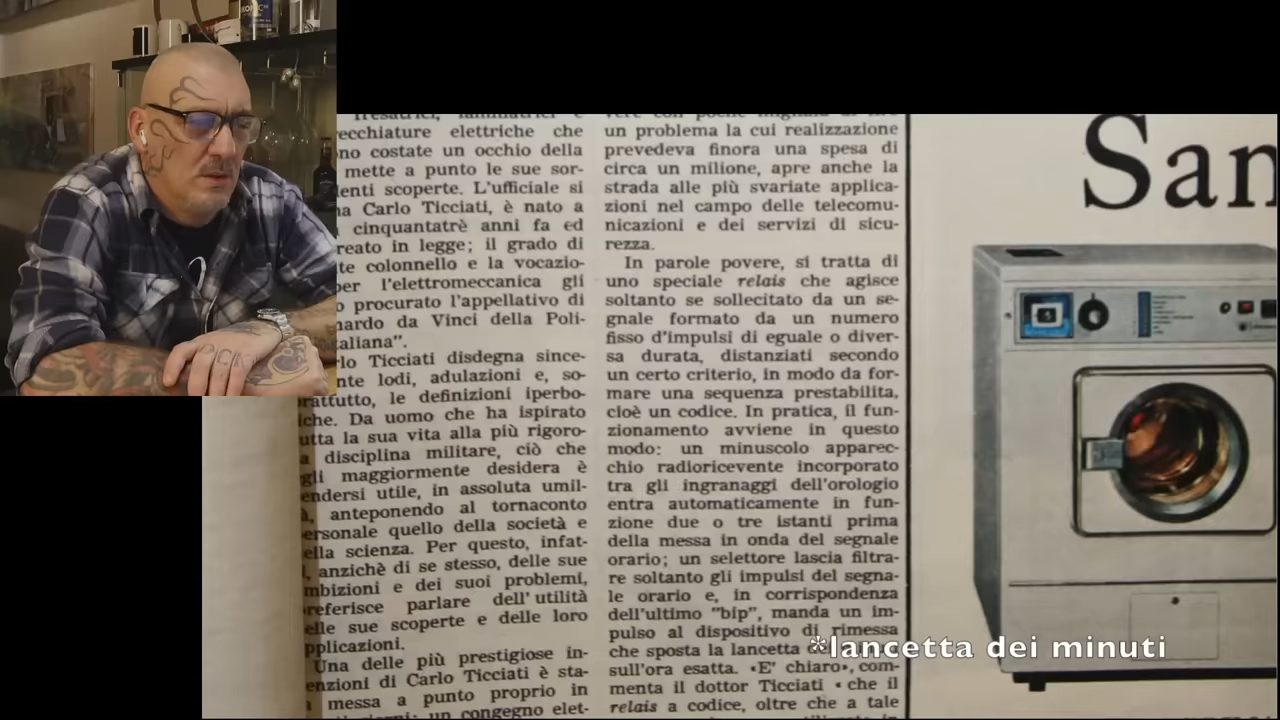 recchiature elettriche che
no costate un occhio della
mette a punto le sue sor-
denti scoperte. L'ufficiale si
ma Carlo Ticciati, è nato a
cinquantatrè anni fa ed
reato in legge; il grado di
te colonnello e la vocazio-
per l'elettromeccanica gli
o procurato l'appellativo di
nardo da Vinci della Poli-
taliana".
rlo Ticciati disdegna since-
nte lodi, adulazioni e, so-
rattutto, le definizioni iperbo-
iche. Da uomo che ha ispirato
utta la sua vita alla più rigoro-
a disciplina militare, ciò che
gli maggiormente desidera è
endersi utile, in assoluta umil-
à, anteponendo al tornaconto
ersonale quello della società e
ella scienza. Per questo, infat-
i, anzichè di se stesso, delle sue
mbizioni e dei suoi problemi,
referisce parlare dell'utilità
elle sue scoperte e delle loro
pplicazioni.
Una delle più prestigiose in-
enzioni di Carlo Ticciati è sta-
messa a punto proprio in
un congegno elet-
un problema la cui realizzazione
prevedeva finora una spesa di
circa un milione, apre anche la
strada alle più svariate applica-
zioni nel campo delle telecomu-
nicazioni e dei servizi di sicu-
rezza.
In parole povere, si tratta di
uno speciale relais che agisce
soltanto se sollecitato da un se-
gnale formato da un numero
fisso d'impulsi di eguale o diver-
sa durata, distanziati secondo
un certo criterio, in modo da for-
mare una sequenza prestabilita,
cioè un codice. In pratica, il fun-
zionamento avviene in questo
modo: un minuscolo apparec-
chio radioricevente incorporato
tra gli ingranaggi dell'orologio
entra automaticamente in fun-
zione due o tre istanti prima
della messa in onda del segnale
orario; un selettore lascia filtra-
re soltanto gli impulsi del segna-
le orario e, in corrispondenza
dell'ultimo "bip", manda un im-
pulso al dispositivo di rimessa
che sposta la lancetta
sull'ora esatta. «E' chiaro», com-
menta il dottor Ticciati « che il
relais a codice, oltre che a tale
San
*lancetta dei minuti